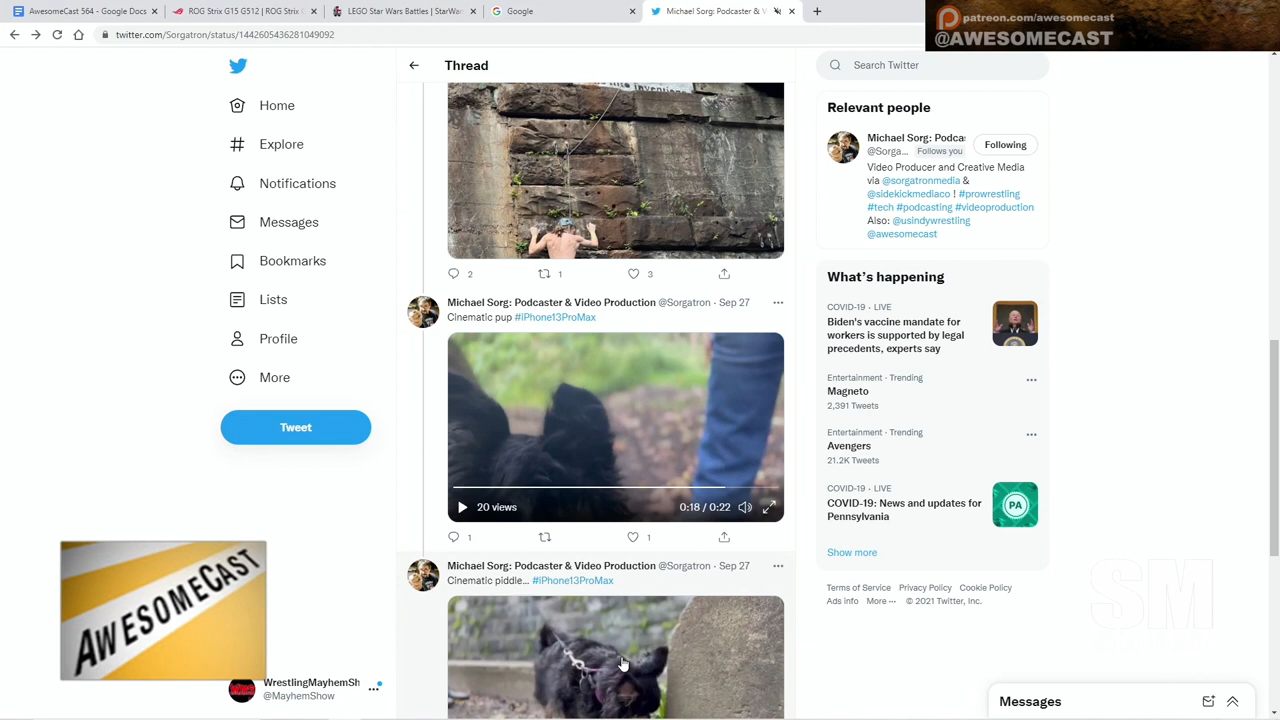 AwesomeCast 564 - Google Docs
ROG Strix G15 G512 | ROG Strix
LEGO Star Wars Battles | StarWar
Google
Michael Sorg: Podcaster & V
patreon.com/awesomecast
@AWESOMECAST
twitter.com/Sorgatron/status/1442605436281049092
Home
Explore
Notifications
Messages
Bookmarks
Lists
Profile
More
Tweet
AWESOMECAST
WrestlingMayhemSh
@MayhemShow
Thread
2
1
3
Michael Sorg: Podcaster & Video Production @Sorgatron · Sep 27
Cinematic pup #iPhone13ProMax
20 views
0:18 / 0:22
1
1
Michael Sorg: Podcaster & Video Production @Sorgatron · Sep 27
Cinematic piddle... #iPhone13ProMax
Search Twitter
Relevant people
Michael Sorg: Podcas
@Sorga... Follows you
Following
Video Producer and Creative Media
via @sorgatronmedia &
@sidekickmediaco ! #prowrestling
#tech #podcasting #videoproduction
Also: @usindywrestling
@awesomecast
What's happening
COVID-19 · LIVE
Biden's vaccine mandate for
workers is supported by legal
precedents, experts say
Entertainment · Trending
Magneto
2,391 Tweets
Entertainment · Trending
Avengers
21.2K Tweets
COVID-19 · LIVE
COVID-19: News and updates for
Pennsylvania
PA
Show more
Terms of Service Privacy Policy Cookie Policy
Ads info More ··· © 2021 Twitter, Inc.
SM
Messages